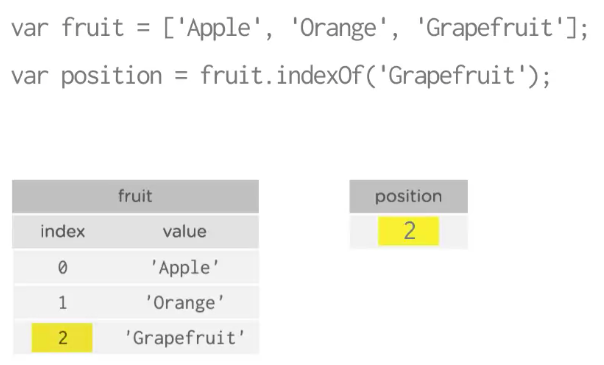 var fruit = ['Apple', 'Orange', 'Grapefruit'];
var position = fruit.indexOf('Grapefruit');
fruit
index value
0 'Apple'
1 'Orange'
2 'Grapefruit'
position
2